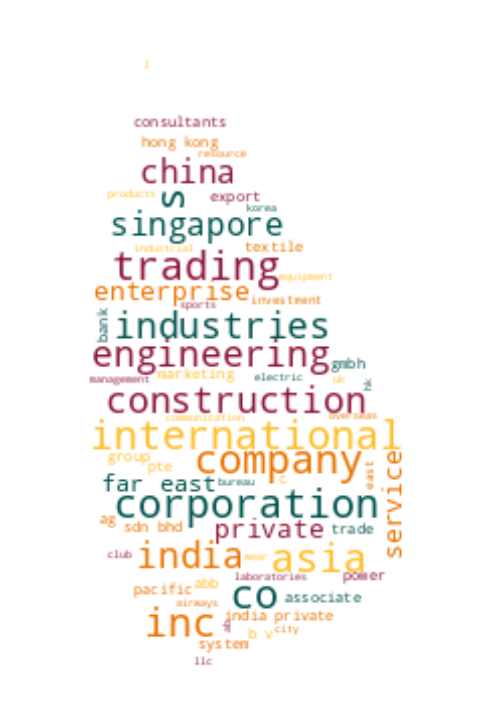 l
consultants
hong kong
resource
china
products s export
korea
singapore
industrial textile
trading equipment
enterprise investment
sports
bank industries
engineering gmbh
management marketing electric uk hk
construction
communication overseas
international
group company
pte east
far east bureau c service
corporation
ag sdn bhd private trade
club india wear asia
laboratories power
pacific abb co associate
airways
inc india private
b v city
system
llc